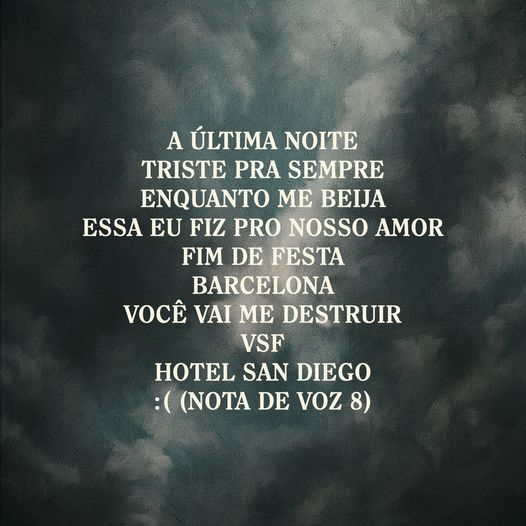 A ÚLTIMA NOITE
TRISTE PRA SEMPRE
ENQUANTO ME BEIJA
ESSA EU FIZ PRO NOSSO AMOR
FIM DE FESTA
BARCELONA
VOCÊ VAI ME DESTRUIR
VSF
HOTEL SAN DIEGO
:( (NOTA DE VOZ 8)